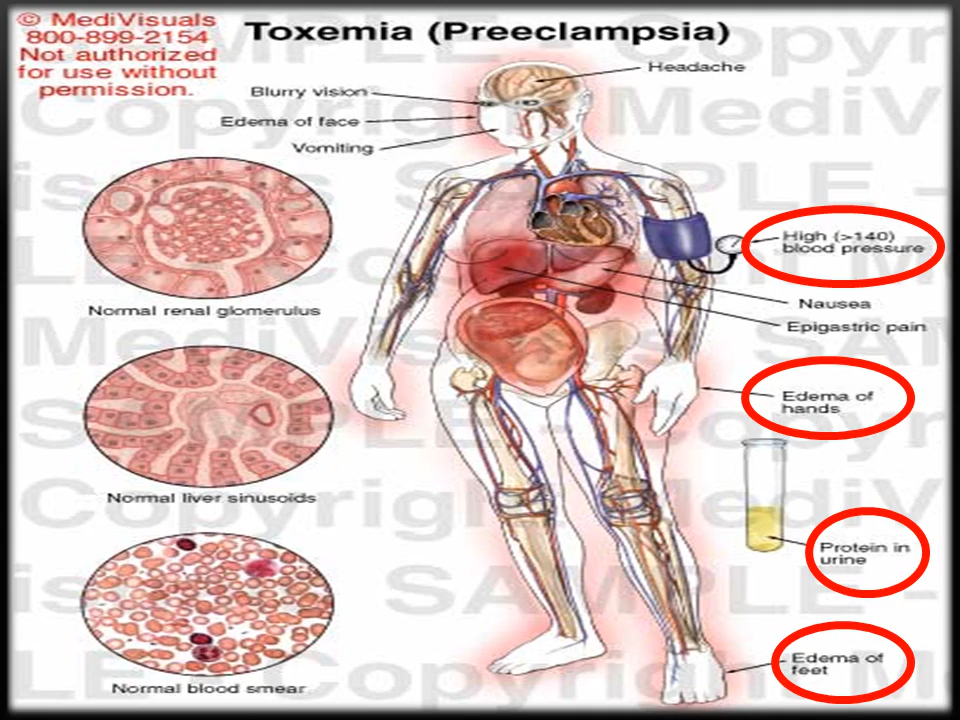 © MediVisuals
800-899-2154
Not authorized
for use without
permission.
Toxemia (Preeclampsia)
Headache
Blurry vision
Edema of face
Vomiting
High (>140)
blood pressure
Nausea
Epigastric pain
Normal renal glomerulus
Edema of
hands
Normal liver sinusoids
Protein in
urine
Edema of
feet
Normal blood smear